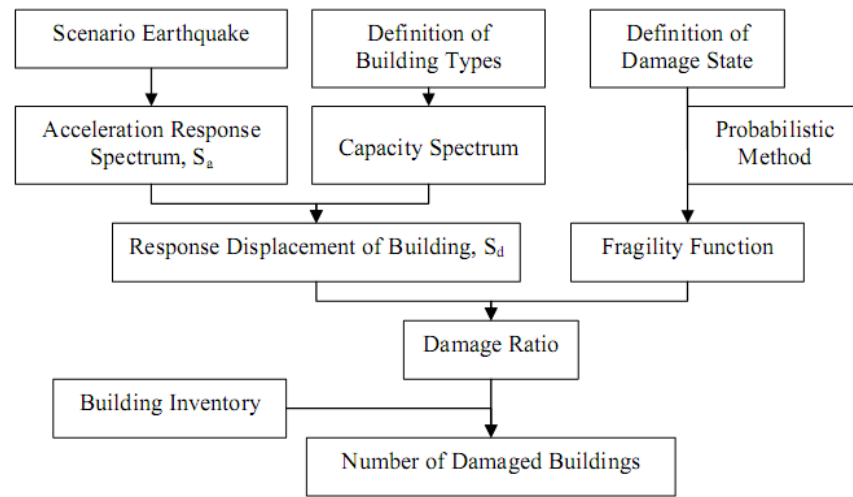 Scenario Earthquake
Definition of
Building Types
Definition of
Damage State
Acceleration Response
Spectrum, Sa
Capacity Spectrum
Probabilistic
Method
Response Displacement of Building, Sd
Fragility Function
Damage Ratio
Building Inventory
Number of Damaged Buildings